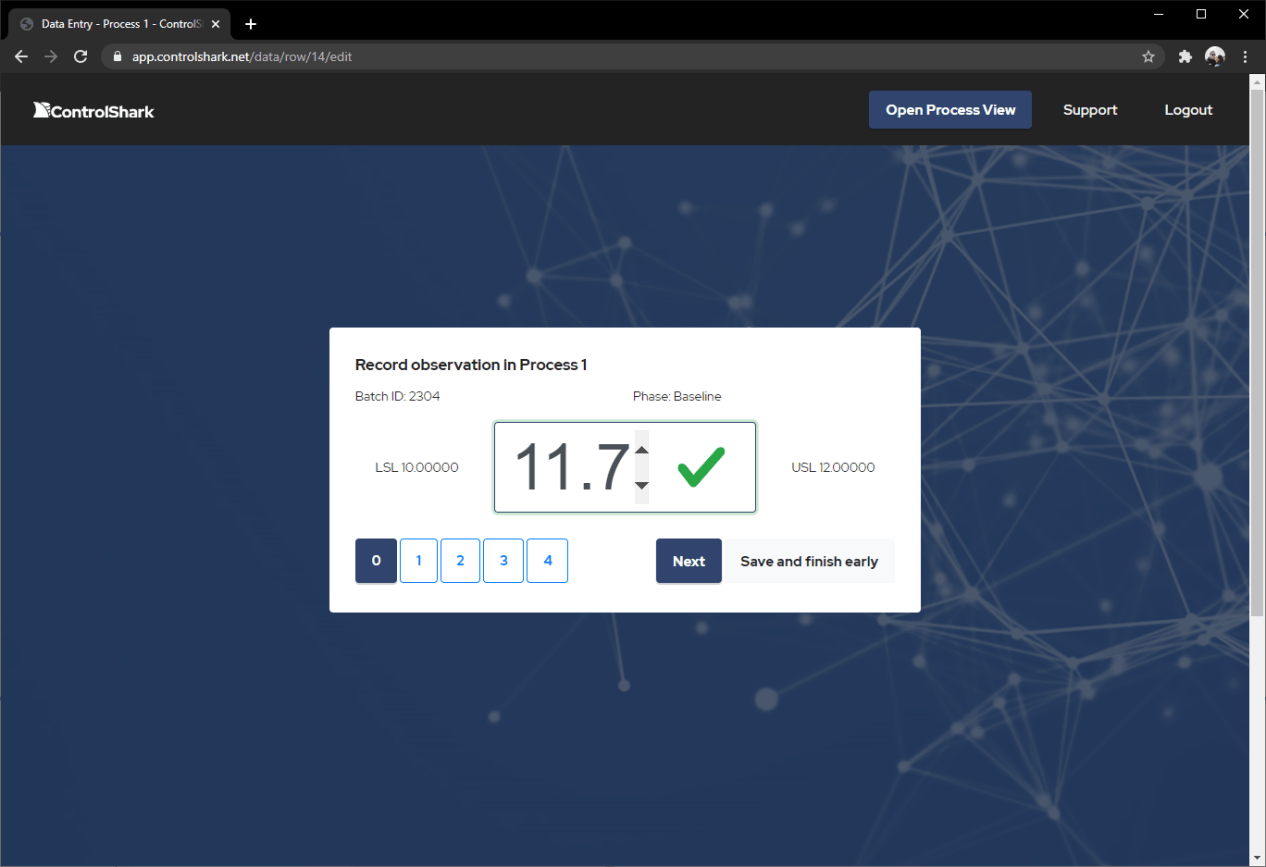 Data Entry - Process 1 - ControlS
app.controlshark.net/data/row/14/edit
ControlShark
Open Process View
Support
Logout
Record observation in Process 1
Batch ID: 2304
Phase: Baseline
LSL 10.00000
11.7
USL 12.00000
0 1 2 3 4
Next
Save and finish early